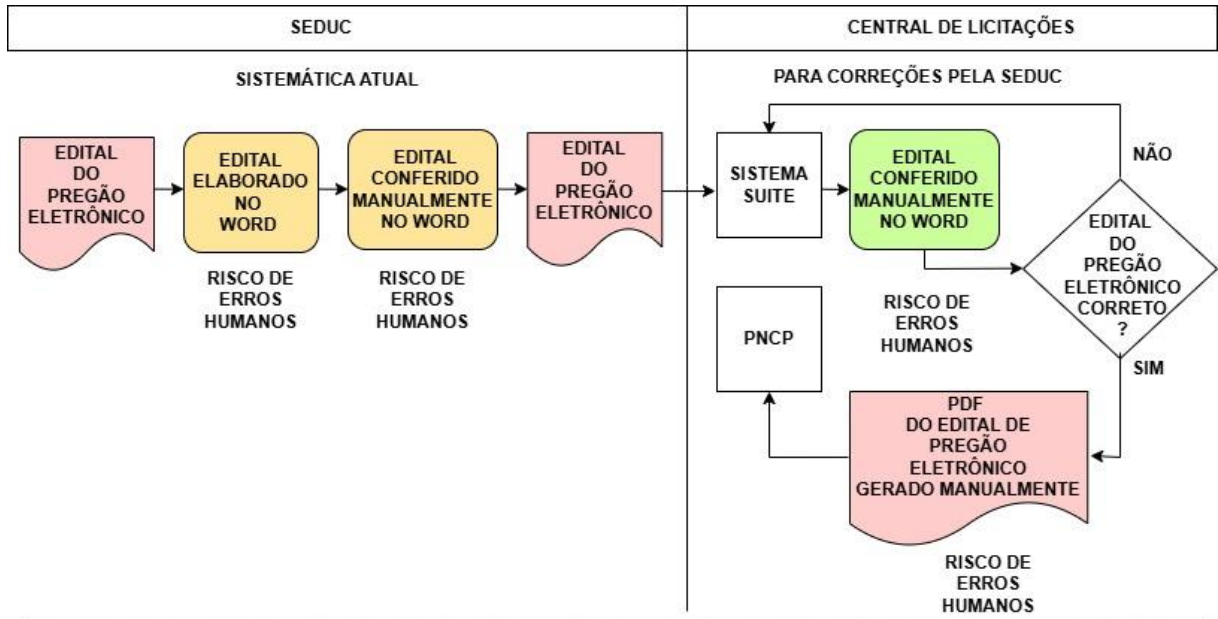 SEDUC
CENTRAL DE LICITAÇÕES
SISTEMÁTICA ATUAL
PARA CORREÇÕES PELA SEDUC
EDITAL
DO
PREGÃO
ELETRÔNICO
EDITAL
ELABORADO
NO
WORD
RISCO DE
ERROS
HUMANOS
EDITAL
CONFERIDO
MANUALMENTE
NO WORD
RISCO DE
ERROS
HUMANOS
EDITAL
DO
PREGÃO
ELETRÔNICO
SISTEMA
SUITE
EDITAL
CONFERIDO
MANUALMENTE
NO WORD
RISCO DE
ERROS
HUMANOS
NÃO
EDITAL
DO
PREGÃO
ELETRÔNICO
CORRETO
?
SIM
PNCP
PDF
DO EDITAL DE
PREGÃO
ELETRÔNICO
GERADO MANUALMENTE
RISCO DE
ERROS
HUMANOS